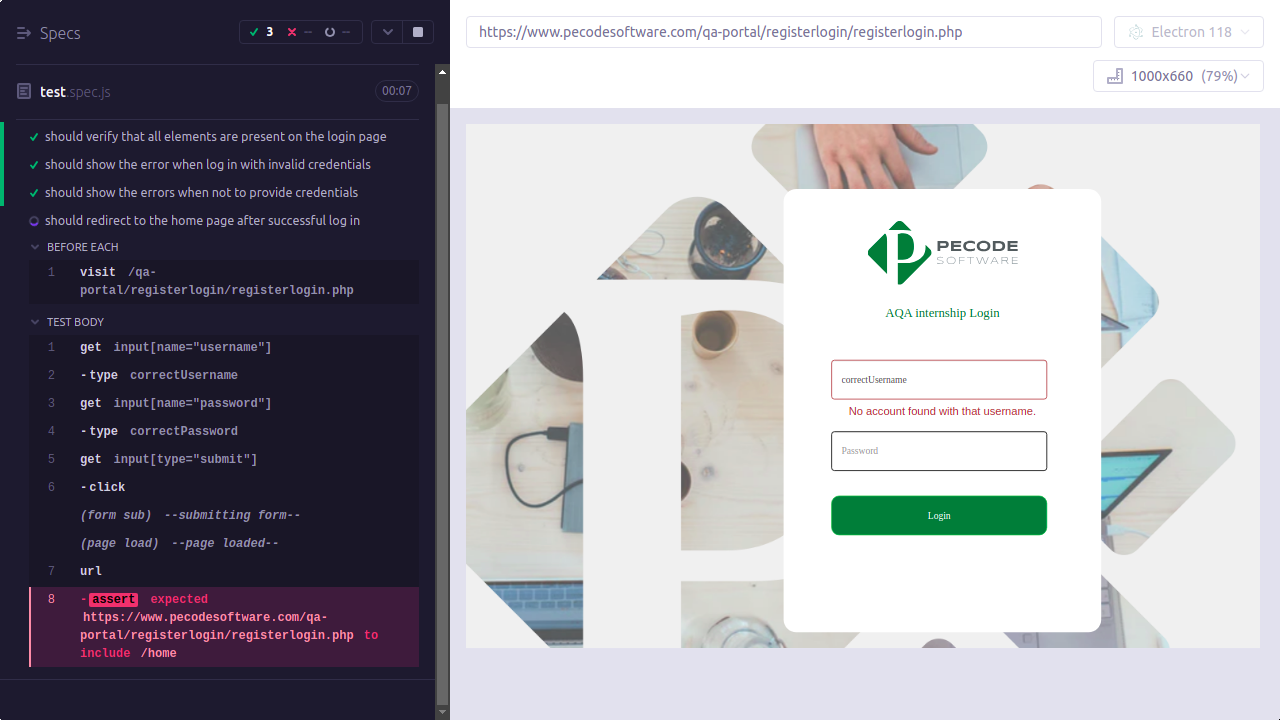 Specs
3 -- --
test.spec.js 00:07
should verify that all elements are present on the login page
should show the error when log in with invalid credentials
should show the errors when not to provide credentials
should redirect to the home page after successful log in
BEFORE EACH
1 visit /qa-
portal/registerlogin/registerlogin.php
TEST BODY
1 get input[name="username"]
2 -type correctUsername
3 get input[name="password"]
4 -type correctPassword
5 get input[type="submit"]
6 -click
(form sub) --submitting form--
(page load) --page loaded--
7 url
8 -assert expected
https://www.pecodesoftware.com/qa-
portal/registerlogin/registerlogin.php to
include /home
https://www.pecodesoftware.com/qa-portal/registerlogin/registerlogin.php
Electron 118
1000x660 (79%)
PECODE
SOFTWARE
AQA internship Login
correctUsername
No account found with that username.
Password
Login